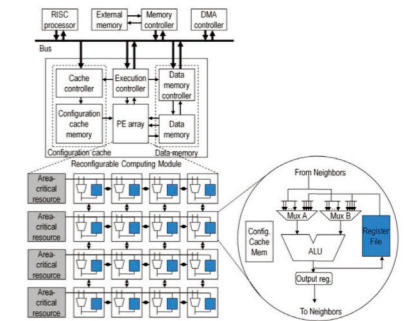 RISC processor
External memory
Memory controller
DMA controller
Bus
Cache controller
Execution controller
Data memory controller
Configuration cache memory
PE array
Data memory
Configuration cache
Data memory
Reconfigurable Computing Module
Area-critical resource
Area-critical resource
Area-critical resource
Area-critical resource
From Neighbors
Mux A
Mux B
Config. Cache Mem
ALU
Register File
Output reg.
To Neighbors